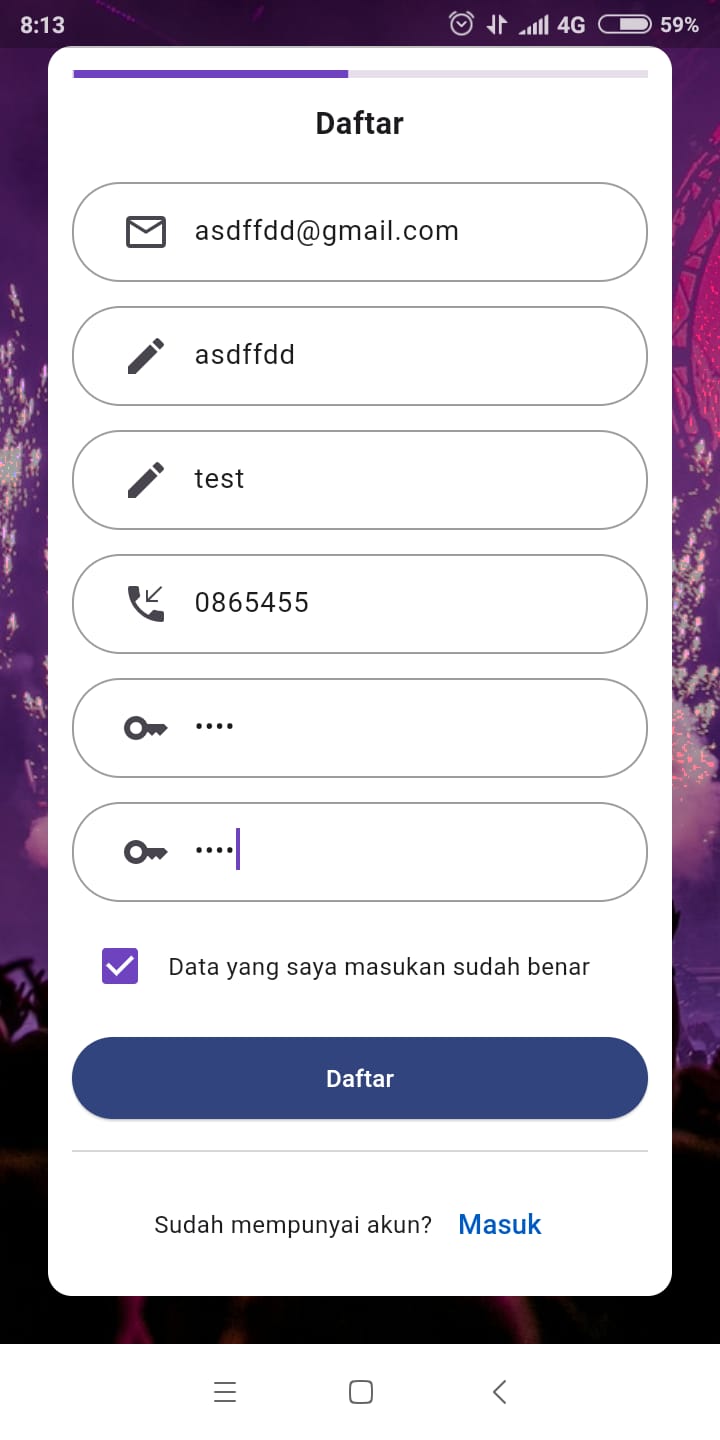 8:13 4G 59%
Daftar
asdffdd@gmail.com
asdffdd
test
0865455
••••
••••
Data yang saya masukan sudah benar
Daftar
Sudah mempunyai akun? Masuk